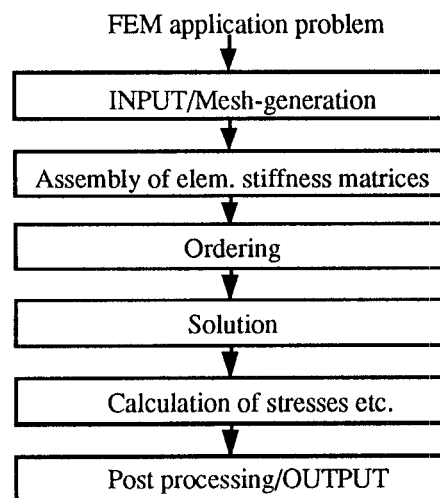 FEM application problem
INPUT/Mesh-generation
Assembly of elem. stiffness matrices
Ordering
Solution
Calculation of stresses etc.
Post processing/OUTPUT